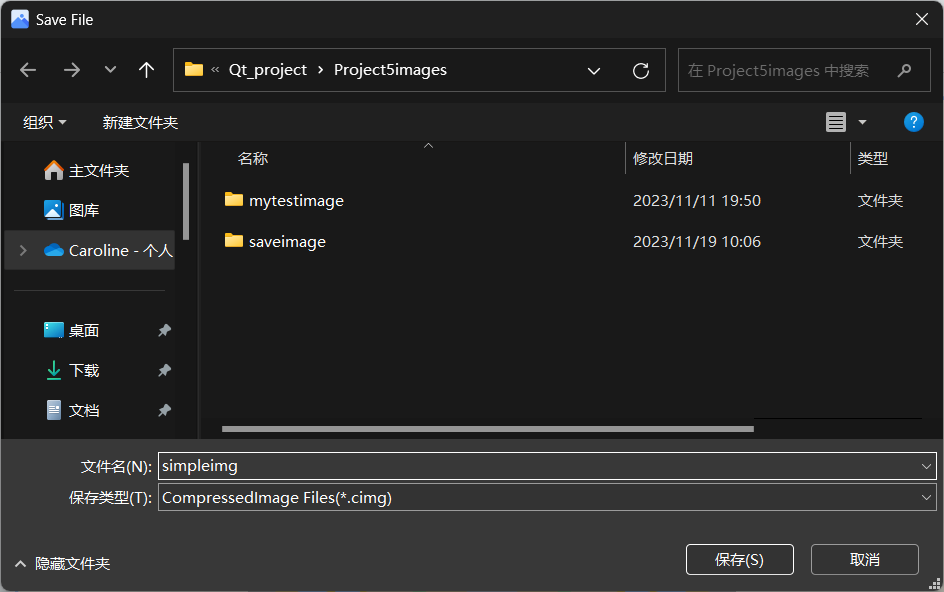 Save File
« Qt_project › Project5images
在 Project5images 中搜索
组织 新建文件夹 ?
名称 修改日期 类型
主文件夹
图库
Caroline - 个人
mytestimage 2023/11/11 19:50 文件夹
saveimage 2023/11/19 10:06 文件夹
桌面
下载
文档
文件名(N): simpleimg
保存类型(T): CompressedImage Files(*.cimg)
隐藏文件夹 保存(S) 取消